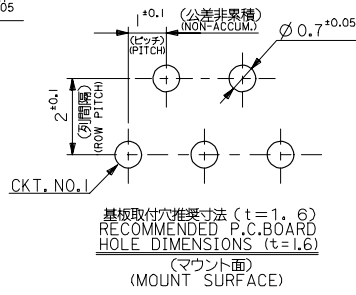 05
1±0.1
(公差非累積)
(ピッチ) (NON-ACCUM.)
(PITCH)
Ø0.7±0.05
2±0.1
(列間隔)
(ROW PITCH)
CKT. NO.1
基板取付穴推奨寸法 (t=1.6)
RECOMMENDED P.C.BOARD
HOLE DIMENSIONS (t=1.6)
(マウント面)
(MOUNT SURFACE)